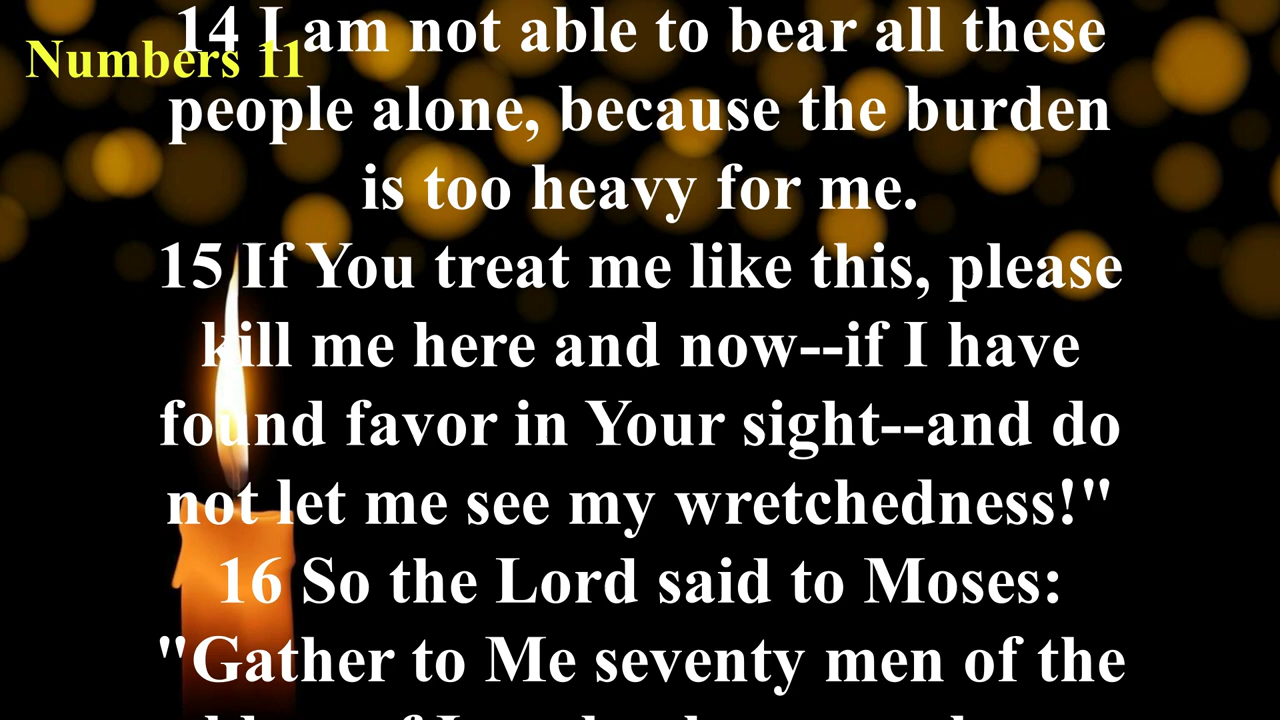 Numbers 11
14 I am not able to bear all these
people alone, because the burden
is too heavy for me.
15 If You treat me like this, please
kill me here and now--if I have
found favor in Your sight--and do
not let me see my wretchedness!"
16 So the Lord said to Moses:
"Gather to Me seventy men of the